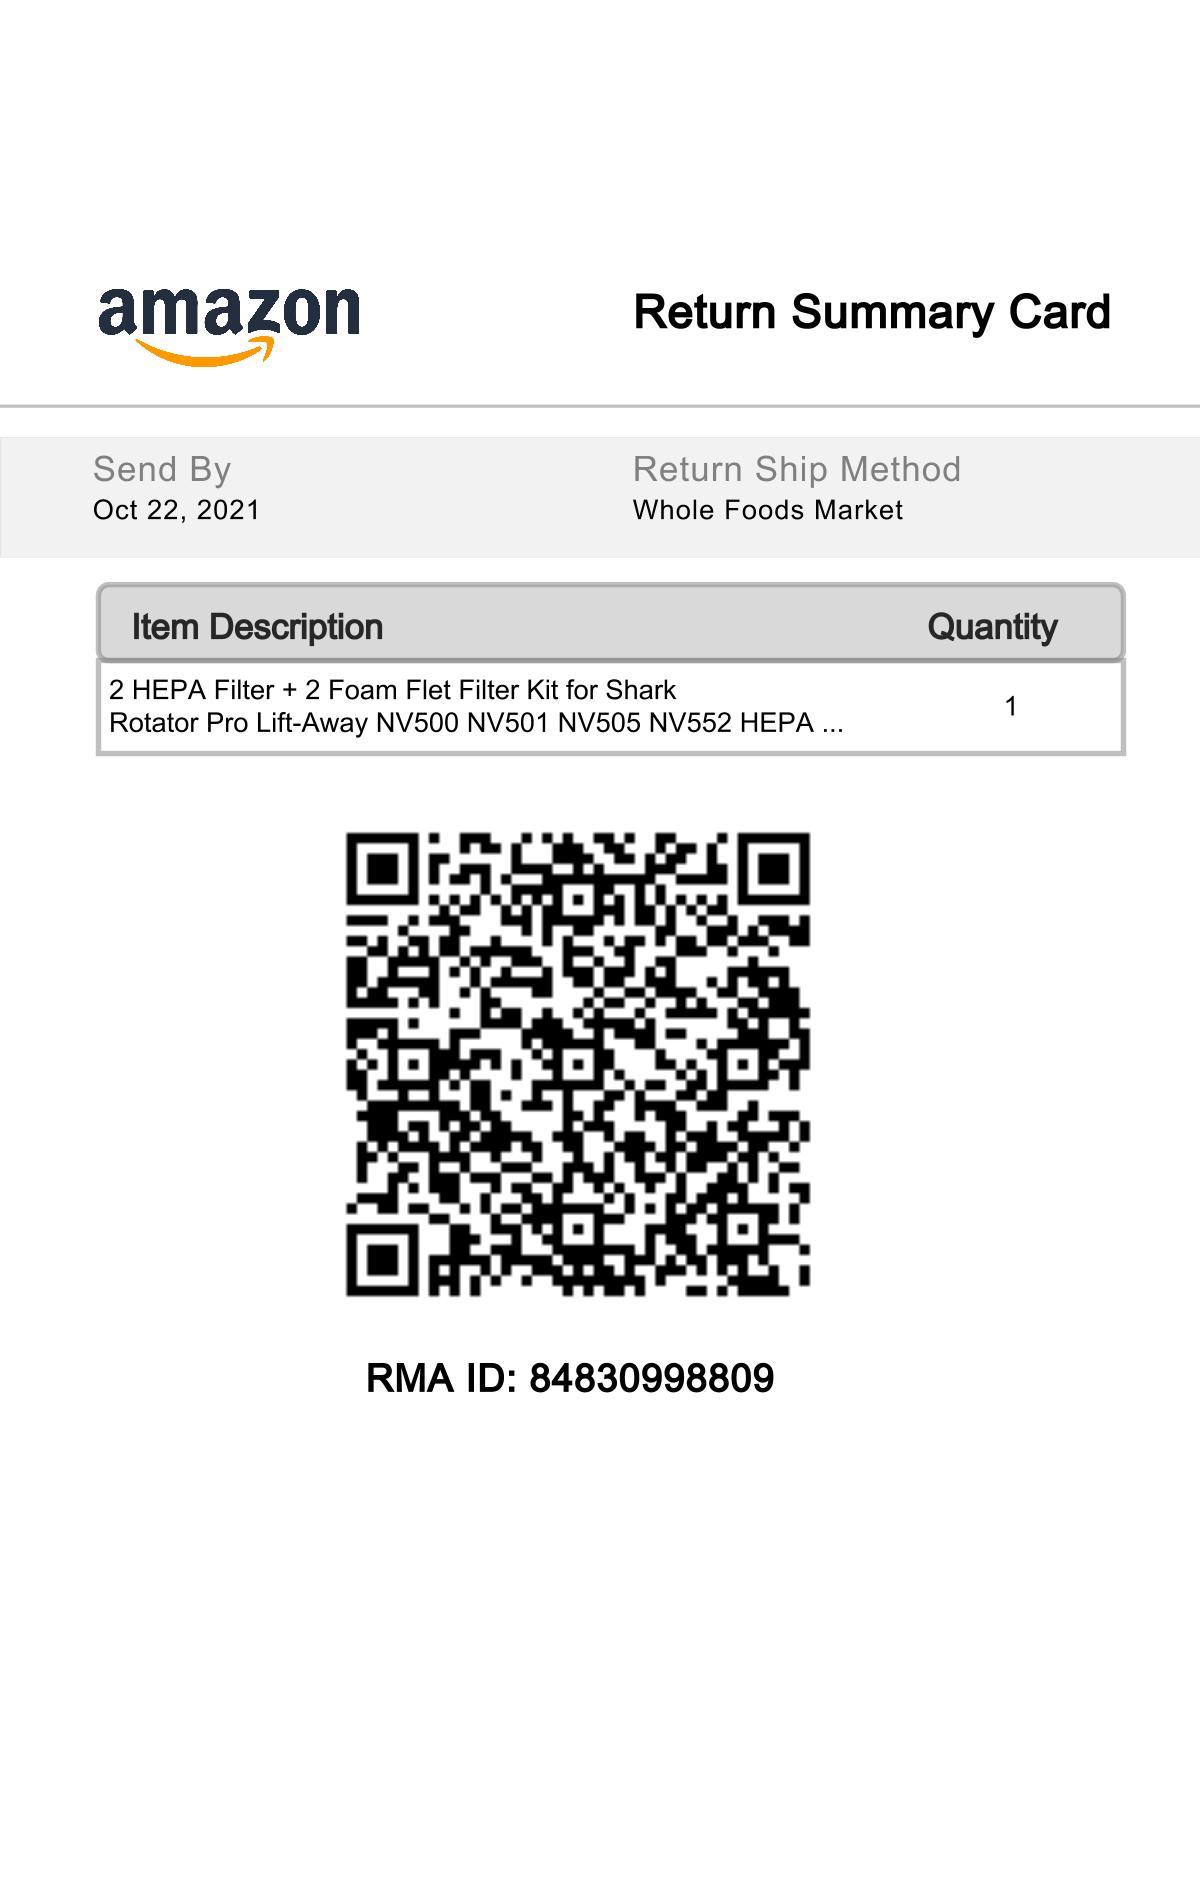 amazon
Return Summary Card
Send By
Oct 22, 2021
Return Ship Method
Whole Foods Market
Item Description
Quantity
2 HEPA Filter + 2 Foam Flet Filter Kit for Shark
Rotator Pro Lift-Away NV500 NV501 NV505 NV552 HEPA ...
1
RMA ID: 84830998809